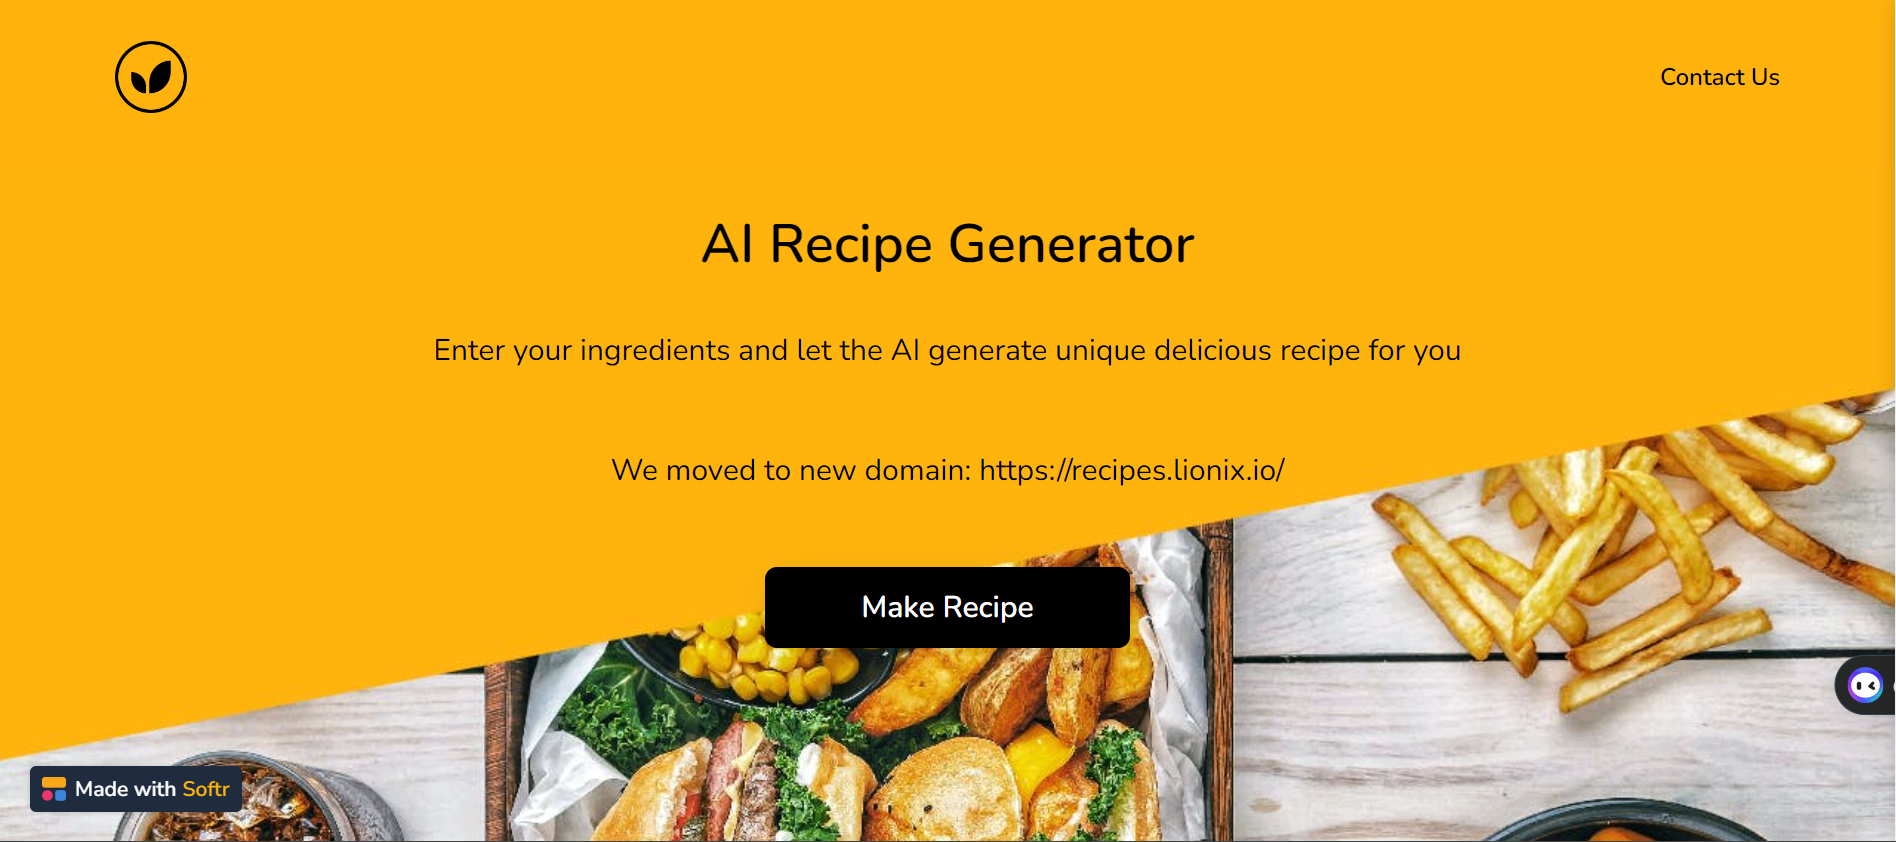 Contact Us
AI Recipe Generator
Enter your ingredients and let the AI generate unique delicious recipe for you
We moved to new domain: https://recipes.lionix.io/
Make Recipe
Made with Softr